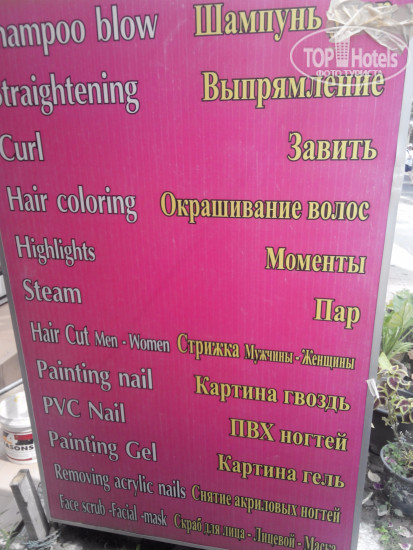 hampoo blow Шампунь
TOP Hotels
ФОТО ТУРИСТА
Straightening Выпрямление
Curl Завить
Hair coloring Окрашивание волос
Highlights Моменты
Steam Пар
Hair Cut Men - Women Стрижка Мужчины - Женщины
Painting nail Картина гвоздь
PVC Nail ПВХ ногтей
Painting Gel Картина гель
Removing acrylic nails Снятие акриловых ногтей
Face scrub -Facial -mask Скраб для лица - Лицевой - Маска